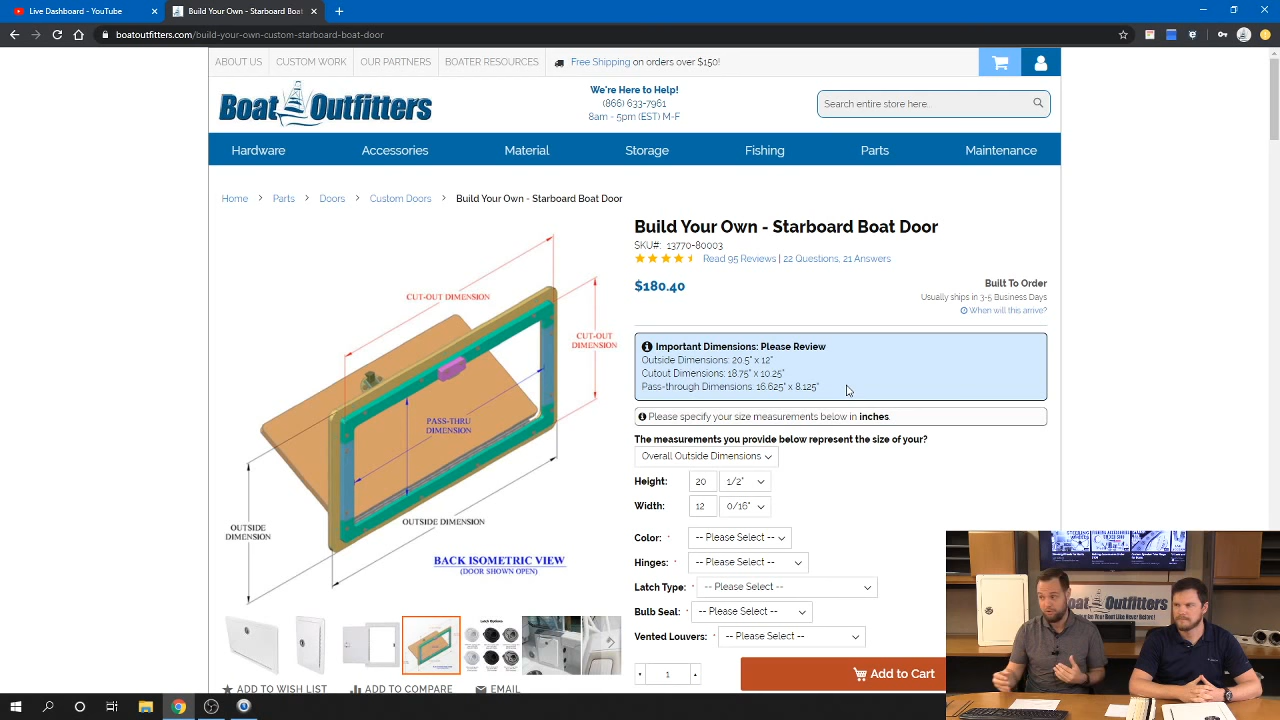 Live Dashboard - YouTube
Build Your Own - Starboard Boat
boatoutfitters.com/build-your-own-custom-starboard-boat-door
ABOUT US
CUSTOM WORK
OUR PARTNERS
BOATER RESOURCES
Free Shipping on orders over $150!
Boat Outfitters
We're Here to Help!
(866) 633-7961
8am - 5pm (EST) M-F
Search entire store here...
Hardware
Accessories
Material
Storage
Fishing
Parts
Maintenance
Home > Parts > Doors > Custom Doors > Build Your Own - Starboard Boat Door
Build Your Own - Starboard Boat Door
SKU#: 13770-80003
Read 95 Reviews | 22 Questions, 21 Answers
$180.40
Built To Order
Usually ships in 3-5 Business Days
When will this arrive?
Important Dimensions: Please Review
Outside Dimensions: 20.5" x 12"
Cutout Dimensions: 18.75" x 10.25"
Pass-through Dimensions: 16.625" x 8.125"
Please specify your size measurements below in inches.
The measurements you provide below represent the size of your?
Overall Outside Dimensions
Height: 20 1/2"
Width: 12 0/16"
Color: * -- Please Select --
Hinges: * -- Please Select --
Latch Type: * -- Please Select --
Bulb Seal: * -- Please Select --
Vented Louvers: * -- Please Select --
1
Add to Cart
CUT-OUT DIMENSION
CUT-OUT
DIMENSION
PASS-THRU
DIMENSION
OUTSIDE
DIMENSION
OUTSIDE DIMENSION
BACK ISOMETRIC VIEW
(DOOR SHOWN OPEN)
Latch Options
ADD TO WISH LIST
ADD TO COMPARE
EMAIL
oat Outfitters